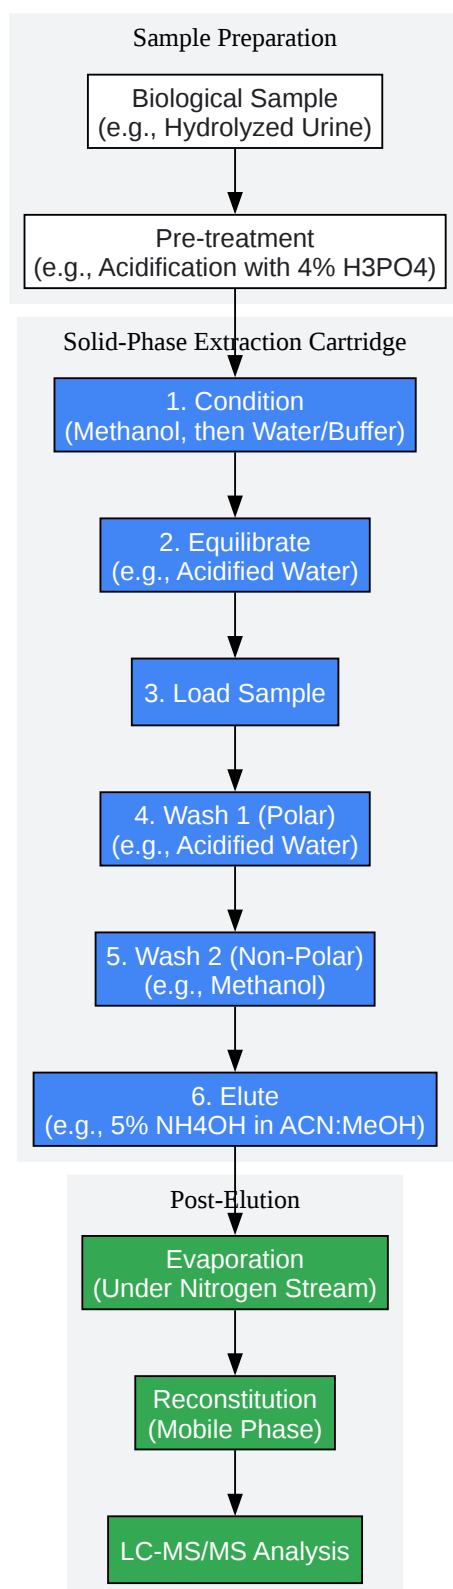 Sample Preparation
Biological Sample
(e.g., Hydrolyzed Urine)
Pre-treatment
(e.g., Acidification with 4% H3PO4)
Solid-Phase Extraction Cartridge
1. Condition
(Methanol, then Water/Buffer)
2. Equilibrate
(e.g., Acidified Water)
3. Load Sample
4. Wash 1 (Polar)
(e.g., Acidified Water)
5. Wash 2 (Non-Polar)
(e.g., Methanol)
6. Elute
(e.g., 5% NH4OH in ACN:MeOH)
Post-Elution
Evaporation
(Under Nitrogen Stream)
Reconstitution
(Mobile Phase)
LC-MS/MS Analysis